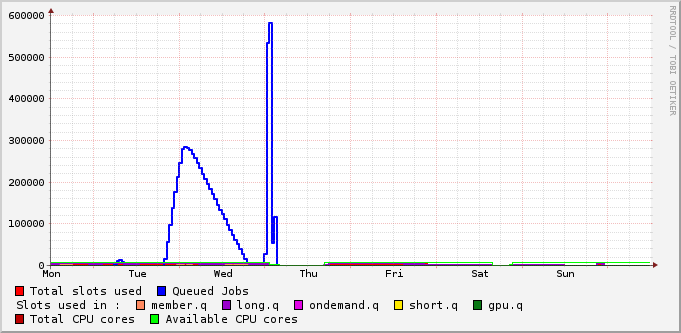 RRDTOOL / TOBI OETIKER
600000
500000
400000
300000
200000
100000
0
Mon Tue Wed Thu Fri Sat Sun
Total slots used Queued Jobs
Slots used in : member.q long.q ondemand.q short.q gpu.q
Total CPU cores Available CPU cores